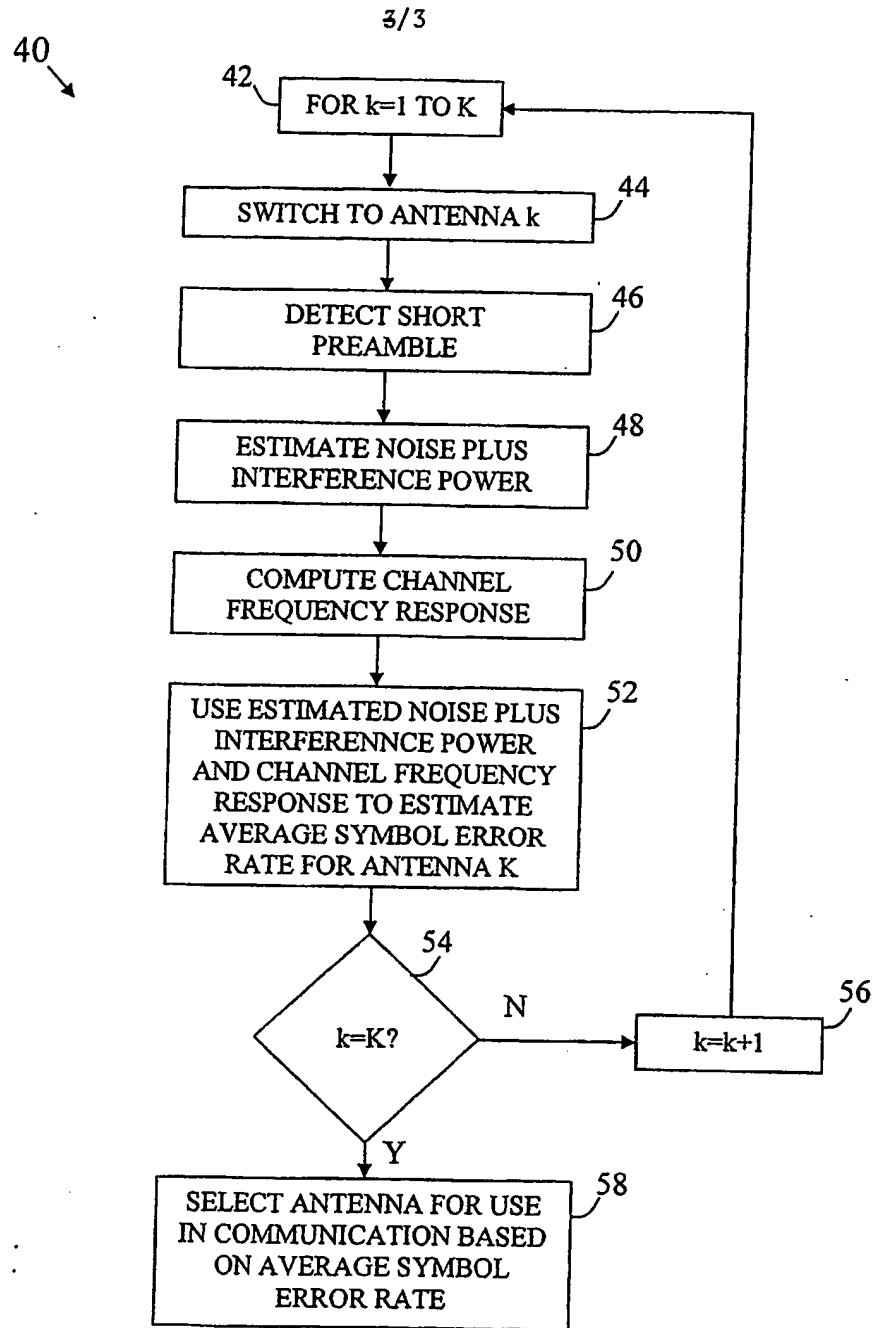 3/3
40
42
FOR k=1 TO K
SWITCH TO ANTENNA k
44
DETECT SHORT
PREAMBLE
46
ESTIMATE NOISE PLUS
INTERFERENCE POWER
48
COMPUTE CHANNEL
FREQUENCY RESPONSE
50
USE ESTIMATED NOISE PLUS
INTERFERENNCE POWER
AND CHANNEL FREQUENCY
RESPONSE TO ESTIMATE
AVERAGE SYMBOL ERROR
RATE FOR ANTENNA K
52
k=K?
54
N
k=k+1
56
Y
SELECT ANTENNA FOR USE
IN COMMUNICATION BASED
ON AVERAGE SYMBOL
ERROR RATE
58